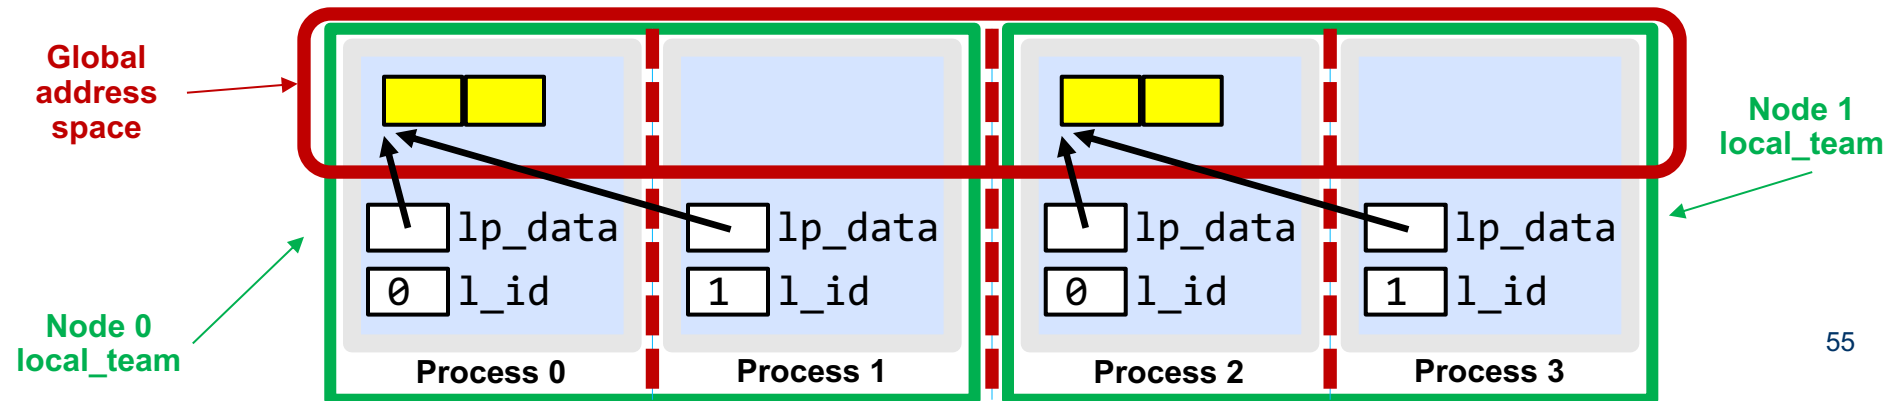 Global
address
space
Node 1
local_team
lp_data
lp_data
lp_data
lp_data
0 l_id
1 l_id
0 l_id
1 l_id
Node 0
local_team
Process 0
Process 1
Process 2
Process 3
55